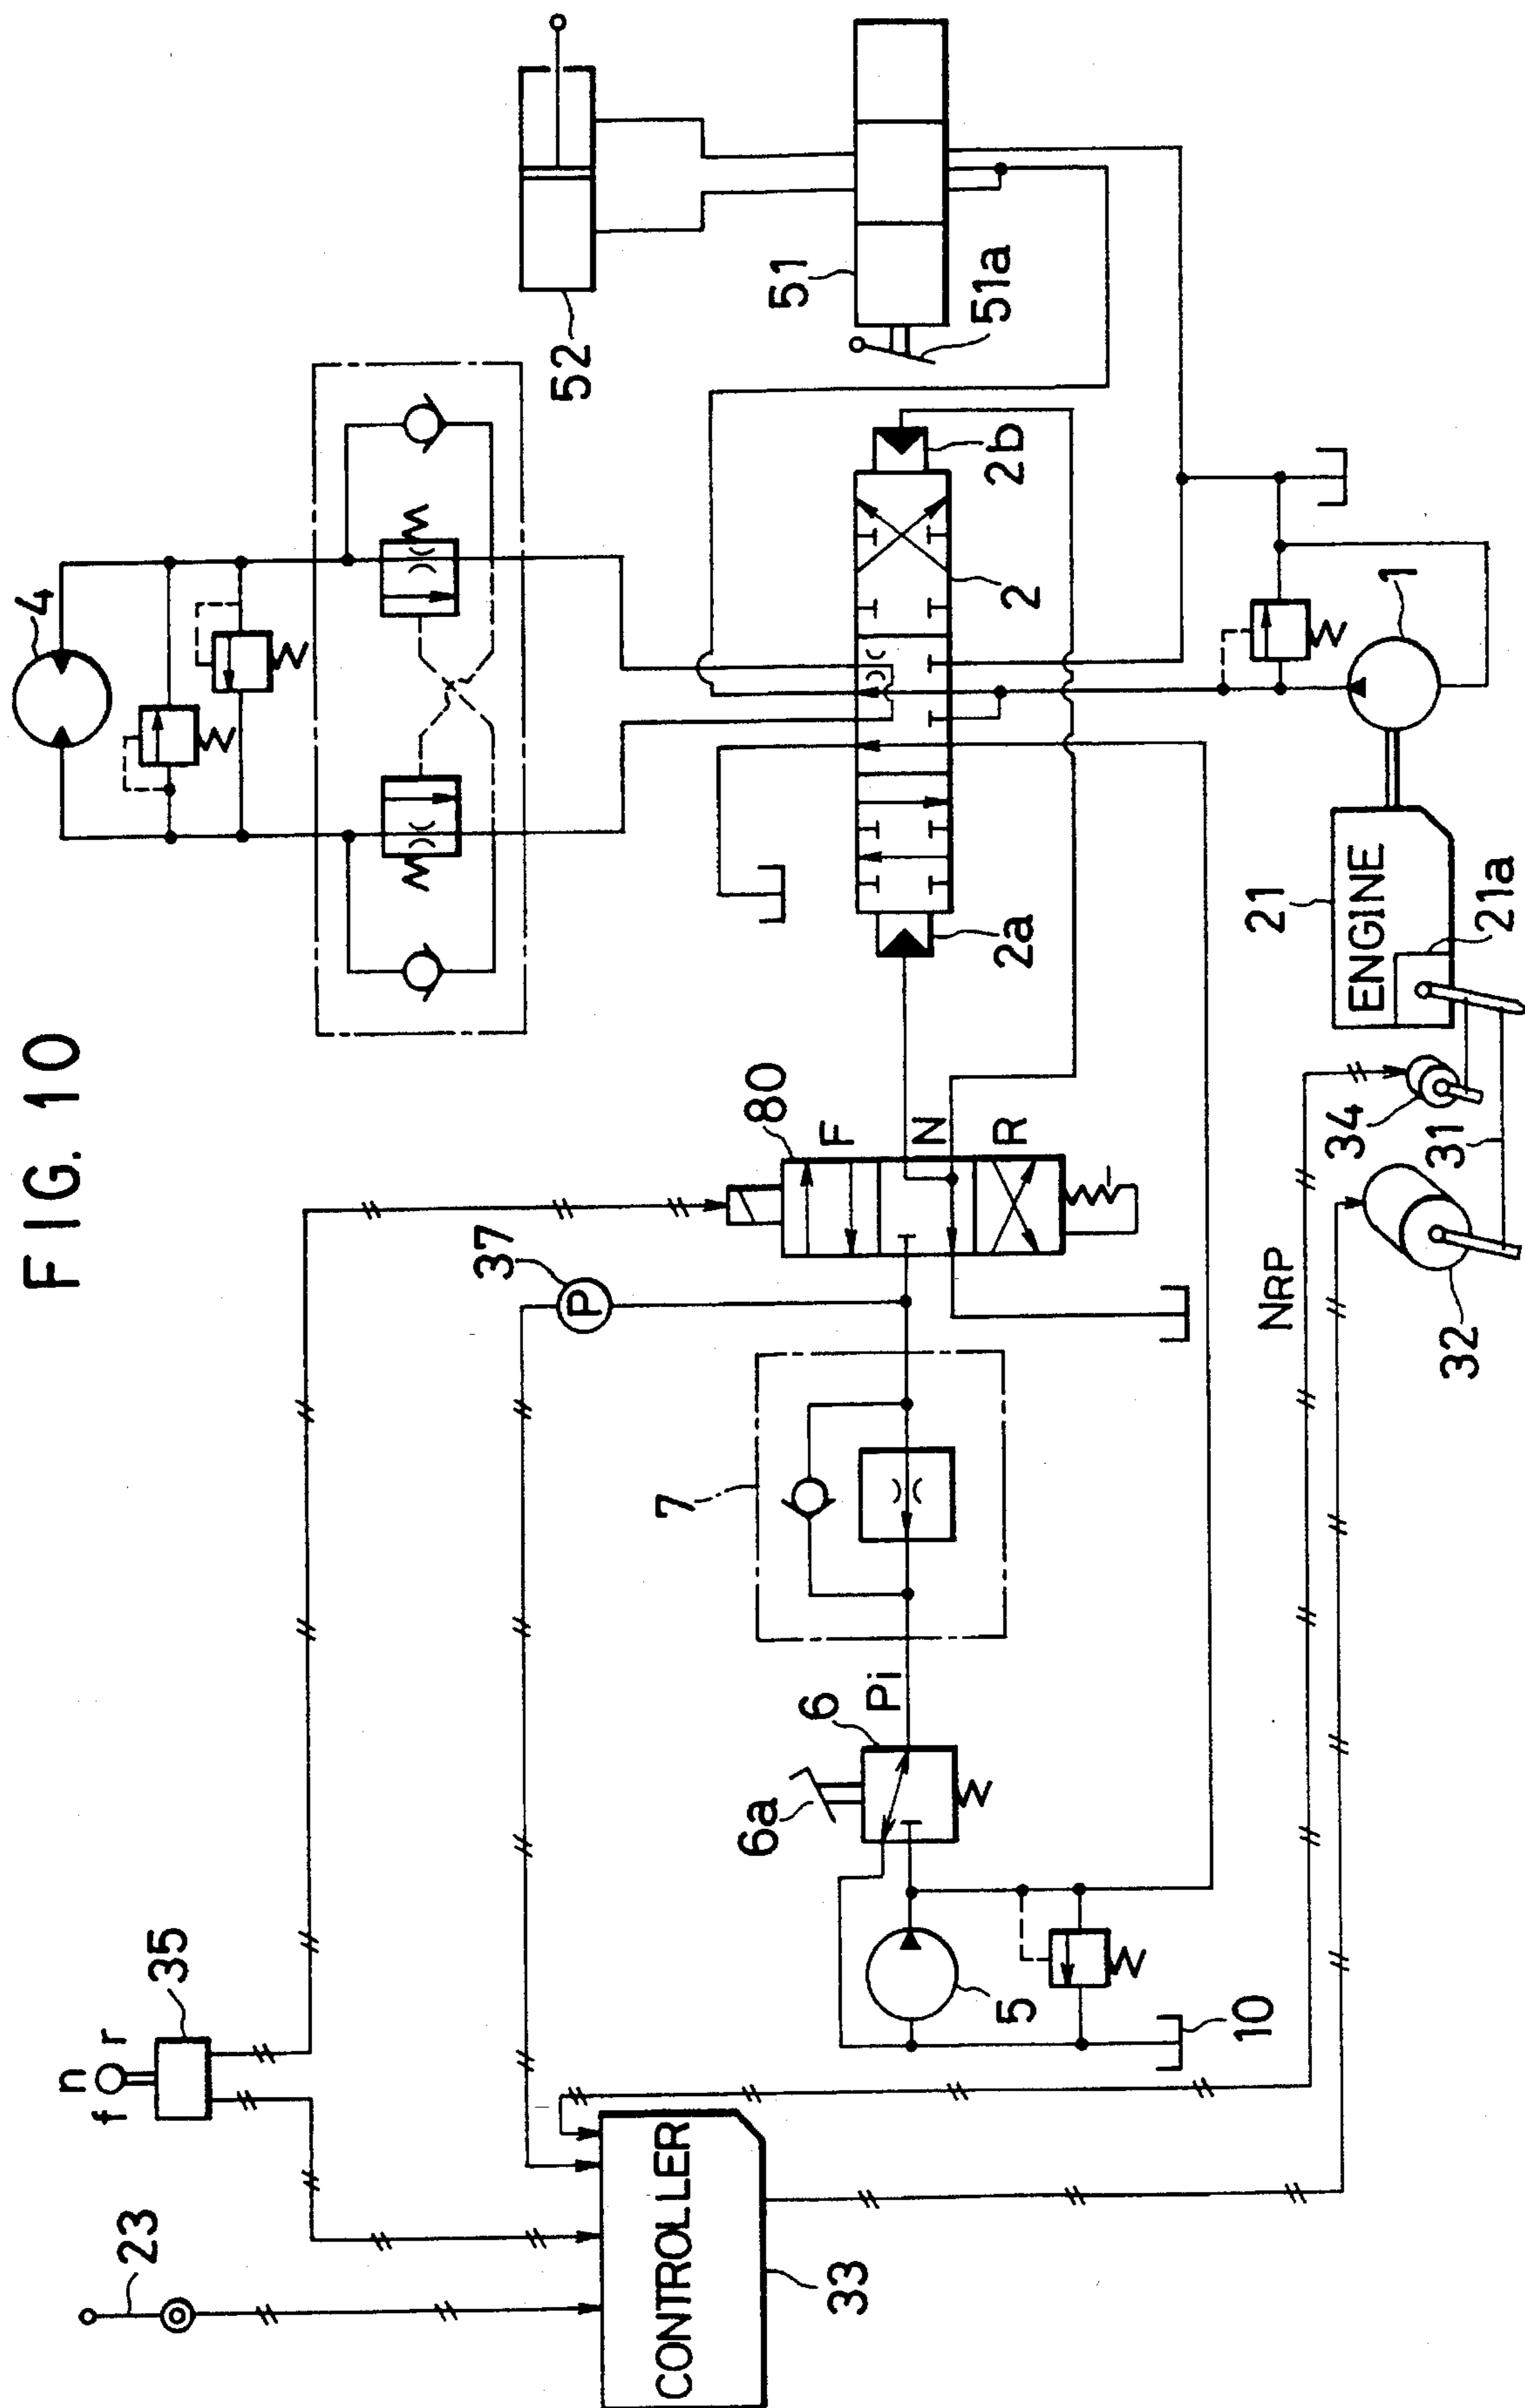 FIG. 10
4
23
f n r
35
37
80
F
N
R
7
Pi
6
6a
5
10
CONTROLLER
33
52
51
51a
2
2a
2b
1
ENGINE
21
21a
34
31
32
NRP
P